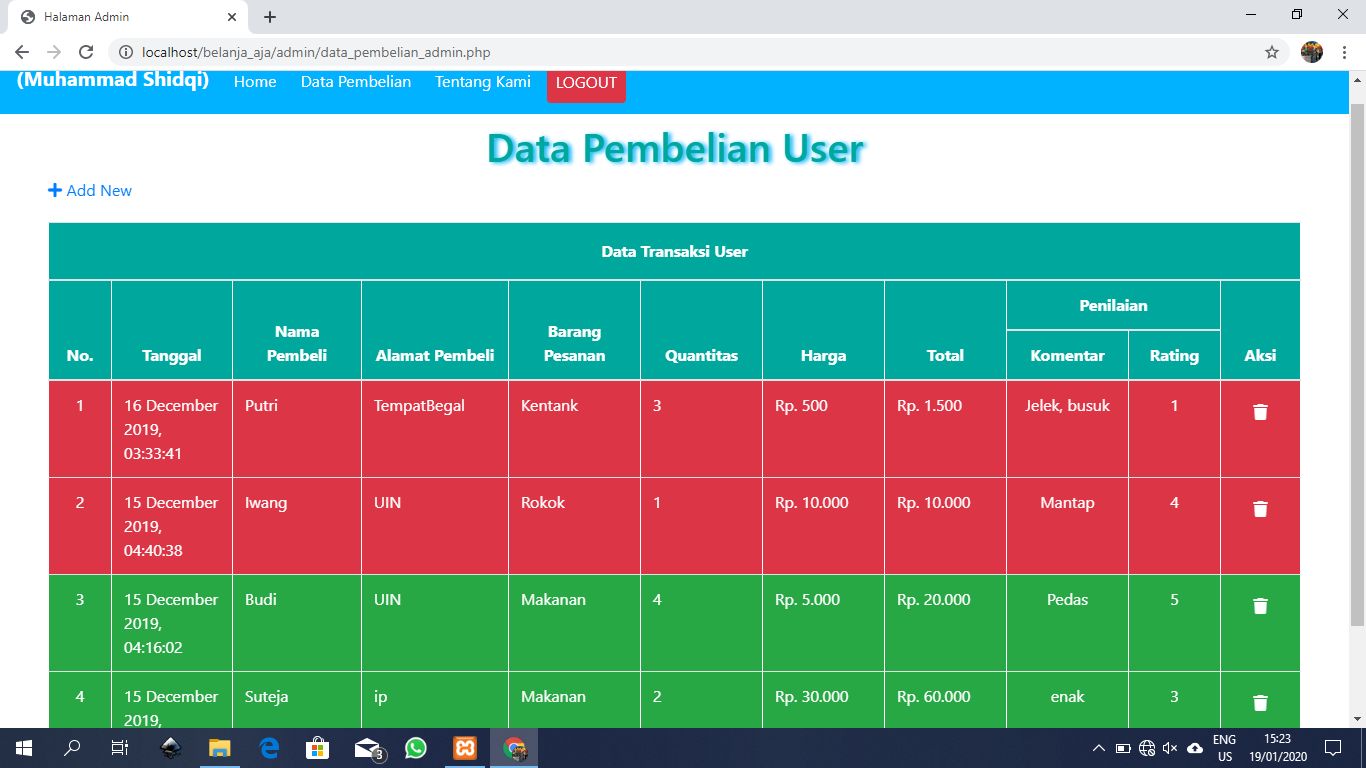 Halaman Admin
localhost/belanja_aja/admin/data_pembelian_admin.php
(Muhammad Shidqi) Home Data Pembelian Tentang Kami LOGOUT
Data Pembelian User
Add New
Data Transaksi User
No. Tanggal Nama Pembeli Alamat Pembeli Barang Pesanan Quantitas Harga Total Penilaian Aksi
Komentar Rating
1 16 December 2019, 03:33:41 Putri TempatBegal Kentank 3 Rp. 500 Rp. 1.500 Jelek, busuk 1
2 15 December 2019, 04:40:38 Iwang UIN Rokok 1 Rp. 10.000 Rp. 10.000 Mantap 4
3 15 December 2019, 04:16:02 Budi UIN Makanan 4 Rp. 5.000 Rp. 20.000 Pedas 5
4 15 December 2019, Suteja ip Makanan 2 Rp. 30.000 Rp. 60.000 enak 3
3
ENG US
15:23
19/01/2020